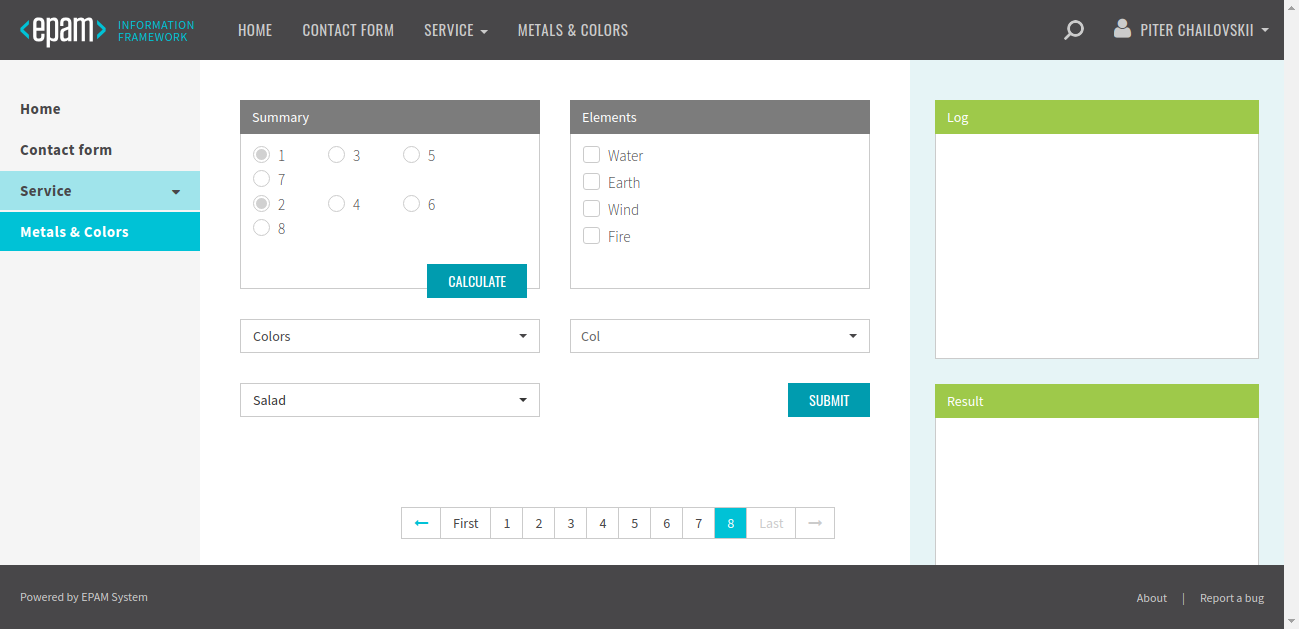 <epam>
INFORMATION
FRAMEWORK
HOME CONTACT FORM SERVICE METALS & COLORS
PITER CHAILOVSKII
Home
Contact form
Service
Metals & Colors
Summary
1 3 5
7
2 4 6
8
CALCULATE
Elements
Water
Earth
Wind
Fire
Colors
Col
Salad
SUBMIT
First 1 2 3 4 5 6 7 8 Last
Log
Result
Powered by EPAM System
About | Report a bug